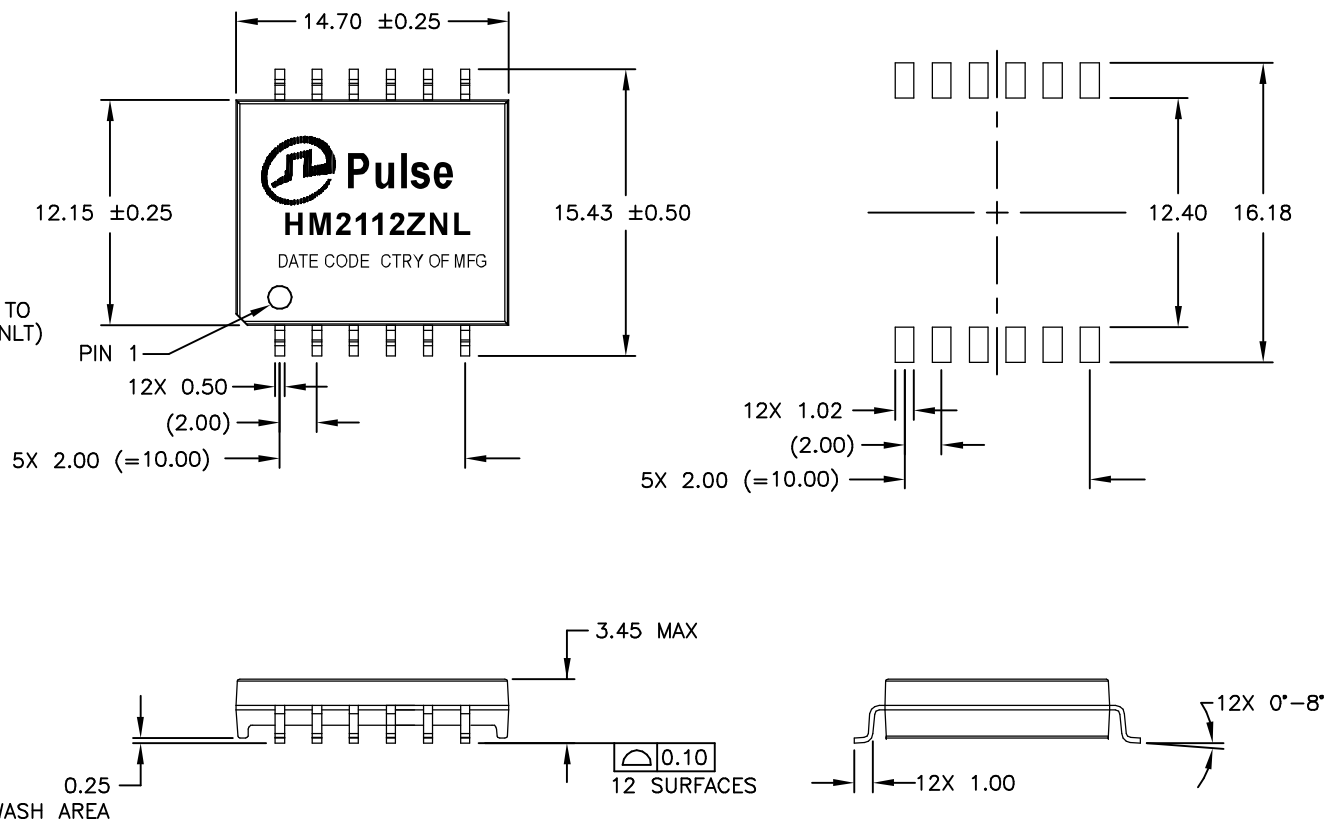 14.70 ±0.25
12.15 ±0.25
Pulse
HM2112ZNL
DATE CODE CTRY OF MFG
15.43 ±0.50
TO
NLT)
PIN 1
12X 0.50
(2.00)
5X 2.00 (=10.00)
12.40
16.18
12X 1.02
(2.00)
5X 2.00 (=10.00)
3.45 MAX
0.25
WASH AREA
0.10
12 SURFACES
12X 0°-8°
12X 1.00